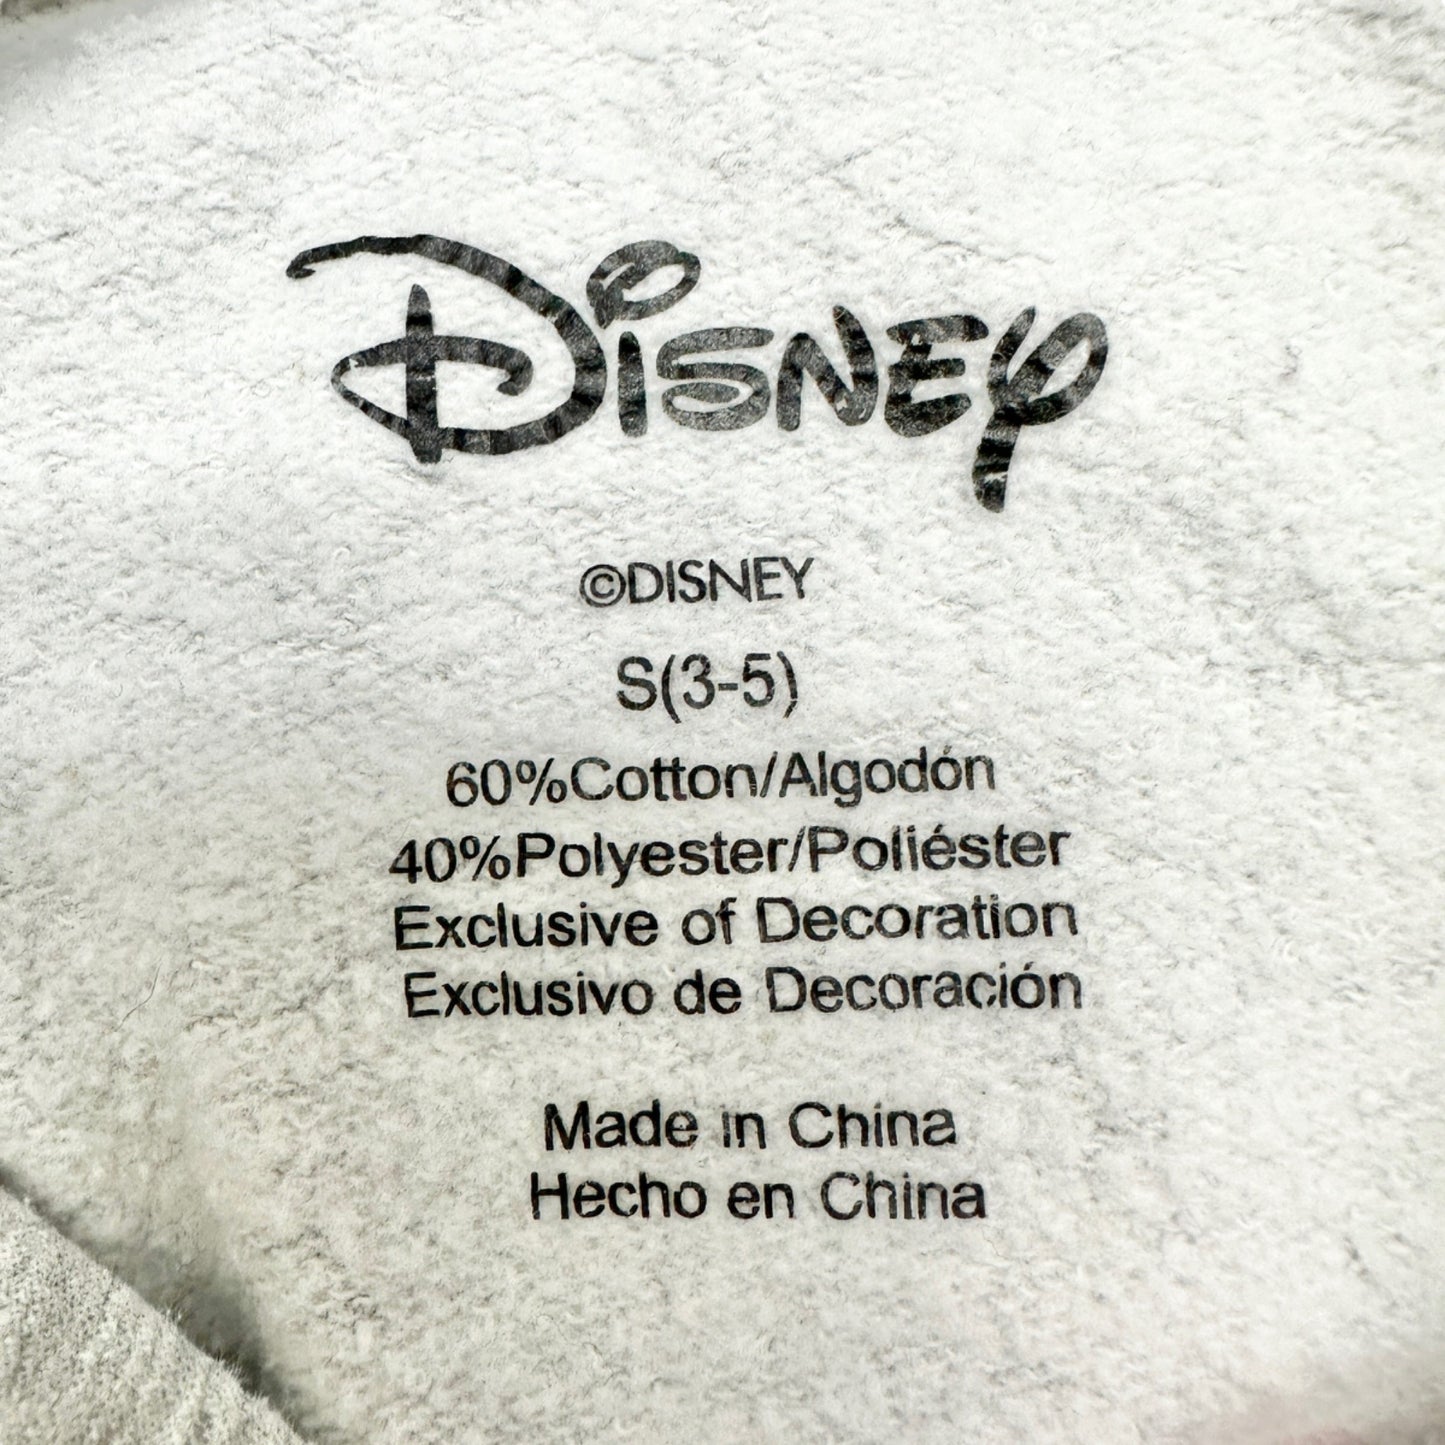 Disney
©DISNEY
S(3-5)
60%Cotton/Algodón
40%Polyester/Poliéster
Exclusive of Decoration
Exclusivo de Decoración
Made in China
Hecho en China